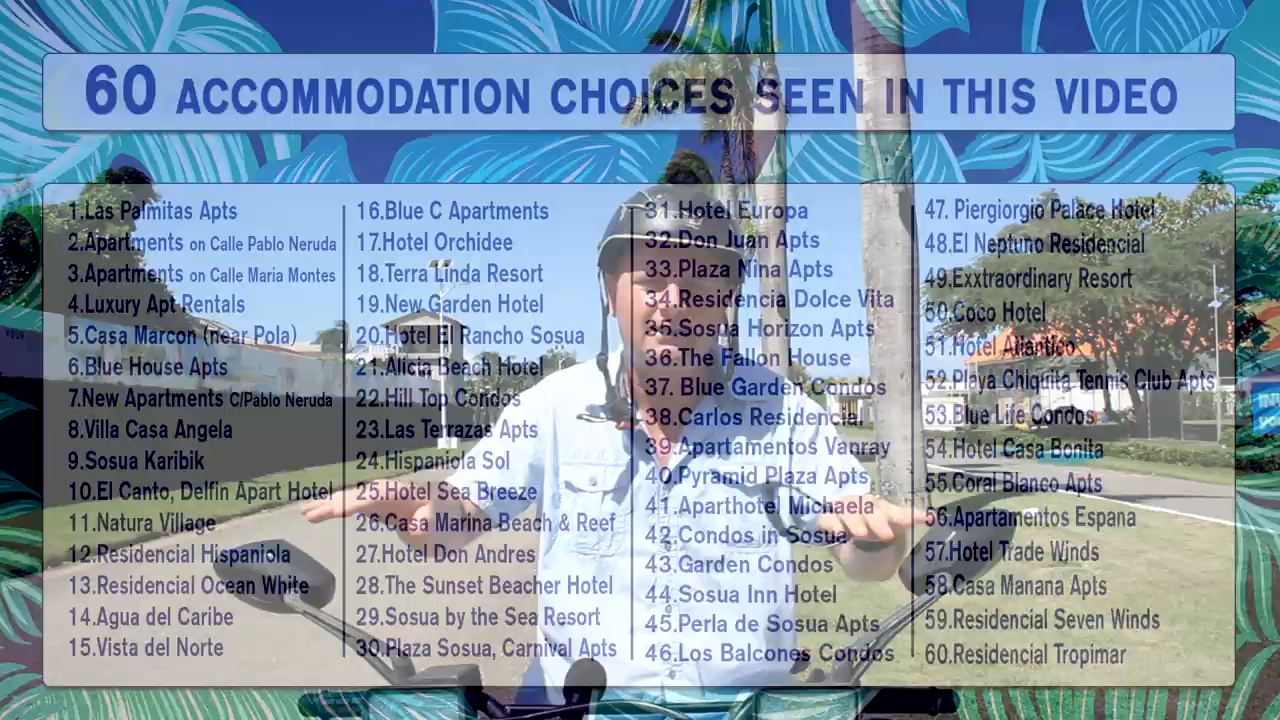 60 ACCOMMODATION CHOICES SEEN IN THIS VIDEO
1.Las Palmitas Apts
2.Apartments on Calle Pablo Neruda
3.Apartments on Calle Maria Montes
4.Luxury Apt Rentals
5.Casa Marcon (near Pola)
6.Blue House Apts
7.New Apartments C/Pablo Neruda
8.Villa Casa Angela
9.Sosua Karibik
10.El Canto, Delfin Apart Hotel
11.Natura Village
12.Residencial Hispaniola
13.Residencial Ocean White
14.Agua del Caribe
15.Vista del Norte
16.Blue C Apartments
17.Hotel Orchidee
18.Terra Linda Resort
19.New Garden Hotel
20.Hotel El Rancho Sosua
21.Alicia Beach Hotel
22.Hill Top Condos
23.Las Terrazas Apts
24.Hispaniola Sol
25.Hotel Sea Breeze
26.Casa Marina Beach & Reef
27.Hotel Don Andres
28.The Sunset Beacher Hotel
29.Sosua by the Sea Resort
30.Plaza Sosua, Carnival Apts
31.Hotel Europa
32.Don Juan Apts
33.Plaza Nina Apts
34.Residencia Dolce Vita
35.Sosua Horizon Apts
36.The Fallon House
37. Blue Garden Condos
38.Carlos Residencial
39.Apartamentos Vanray
40.Pyramid Plaza Apts
41.Aparthotel Michaela
42.Condos in Sosua
43.Garden Condos
44.Sosua Inn Hotel
45.Perla de Sosua Apts
46.Los Balcones Condos
47. Piergiorgio Palace Hotel
48.El Neptuno Residencial
49.Exxtraordinary Resort
50.Coco Hotel
51.Hotel Atlantico
52.Playa Chiquita Tennis Club Apts
53.Blue Life Condos
54.Hotel Casa Bonita
55.Coral Blanco Apts
56.Apartamentos Espana
57.Hotel Trade Winds
58.Casa Manana Apts
59.Residencial Seven Winds
60.Residencial Tropimar